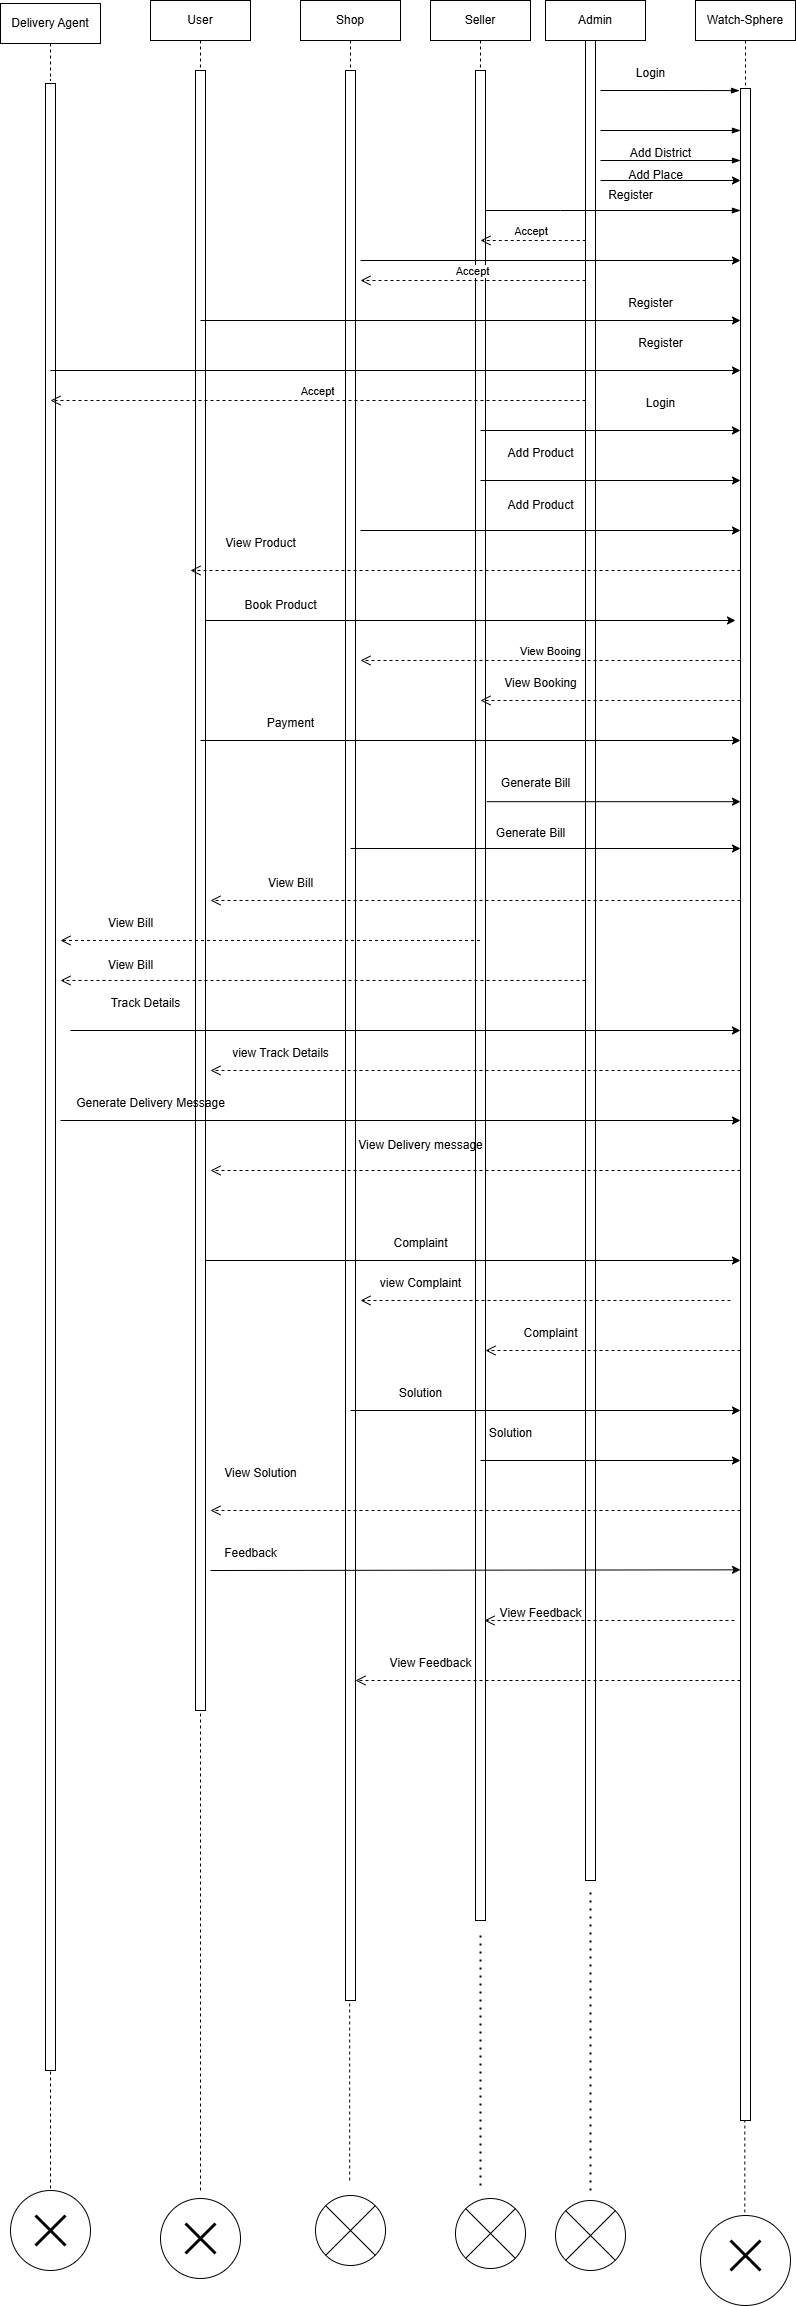 Delivery Agent
User
Shop
Seller
Admin
Watch-Sphere
Login
Add District
Add Place
Register
Accept
Accept
Register
Register
Accept
Login
Add Product
Add Product
View Product
Book Product
View Booing
View Booking
Payment
Generate Bill
Generate Bill
View Bill
View Bill
View Bill
Track Details
view Track Details
Generate Delivery Message
View Delivery message
Complaint
view Complaint
Complaint
Solution
Solution
View Solution
Feedback
View Feedback
View Feedback